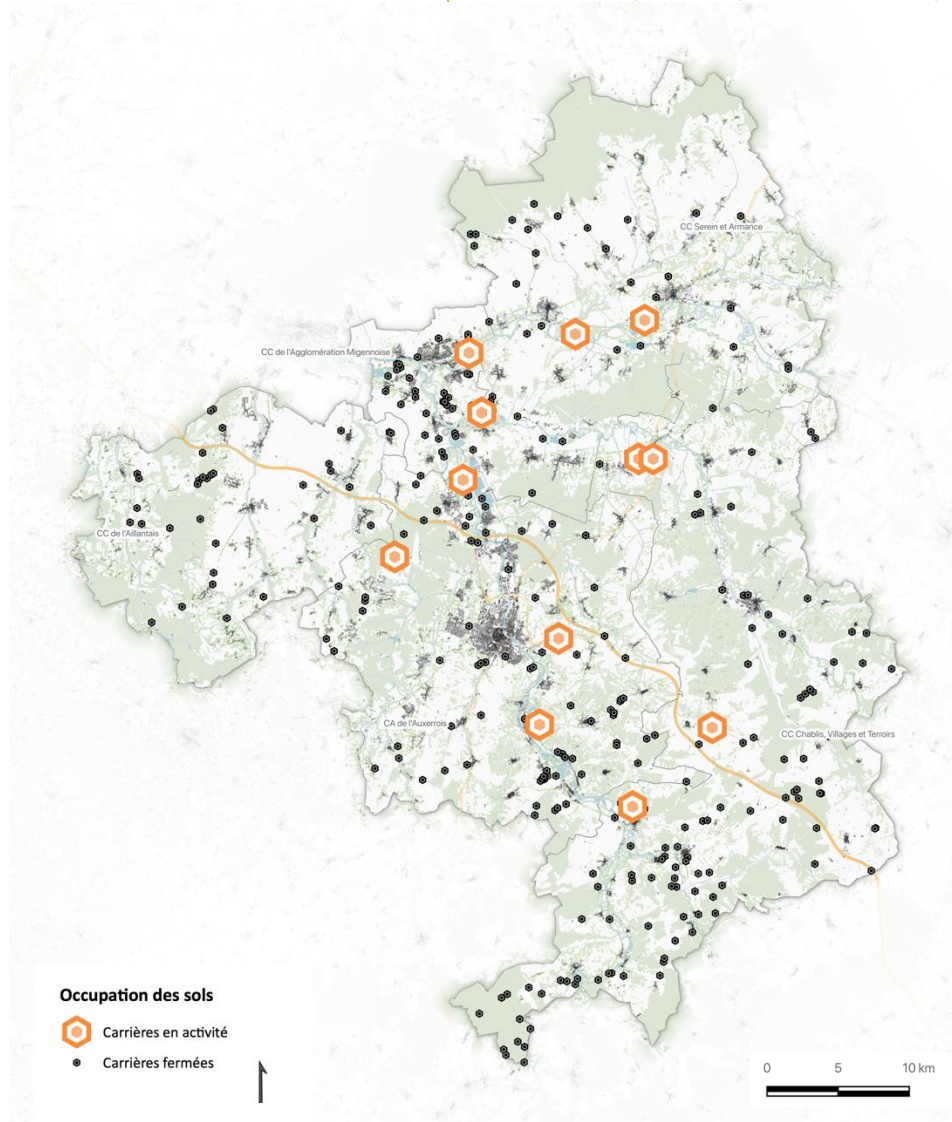 CC Serein et Armance
CC de l'Agglomération Migennoise
CC de l'Aillantais
CA de l'Auxerrois
CC Chablis, Villages et Terroirs
Occupation des sols
Carrières en activité
Carrières fermées
0 5 10 km